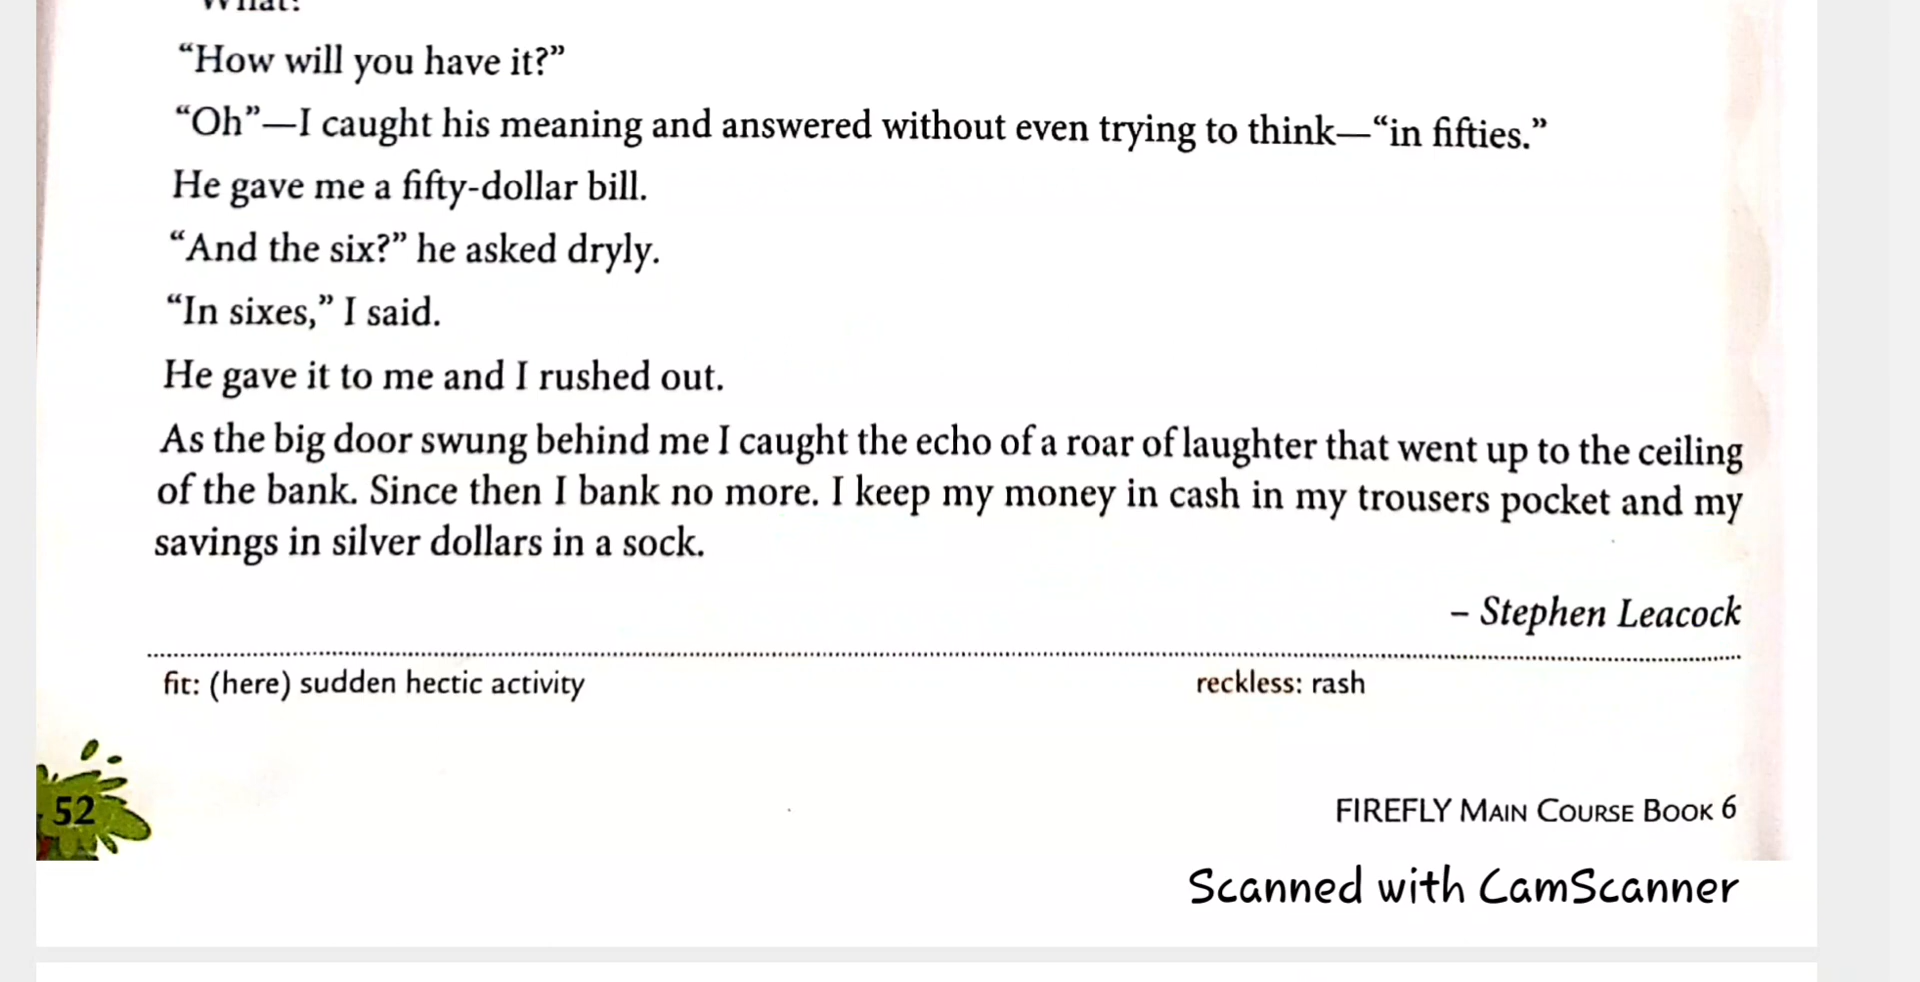 "How will you have it?"
"Oh"—I caught his meaning and answered without even trying to think—"in fifties."
He gave me a fifty-dollar bill.
"And the six?" he asked dryly.
"In sixes," I said.
He gave it to me and I rushed out.
As the big door swung behind me I caught the echo of a roar of laughter that went up to the ceiling
of the bank. Since then I bank no more. I keep my money in cash in my trousers pocket and my
savings in silver dollars in a sock.
– Stephen Leacock
fit: (here) sudden hectic activity reckless: rash
52
FIREFLY MAIN COURSE BOOK 6
Scanned with CamScanner